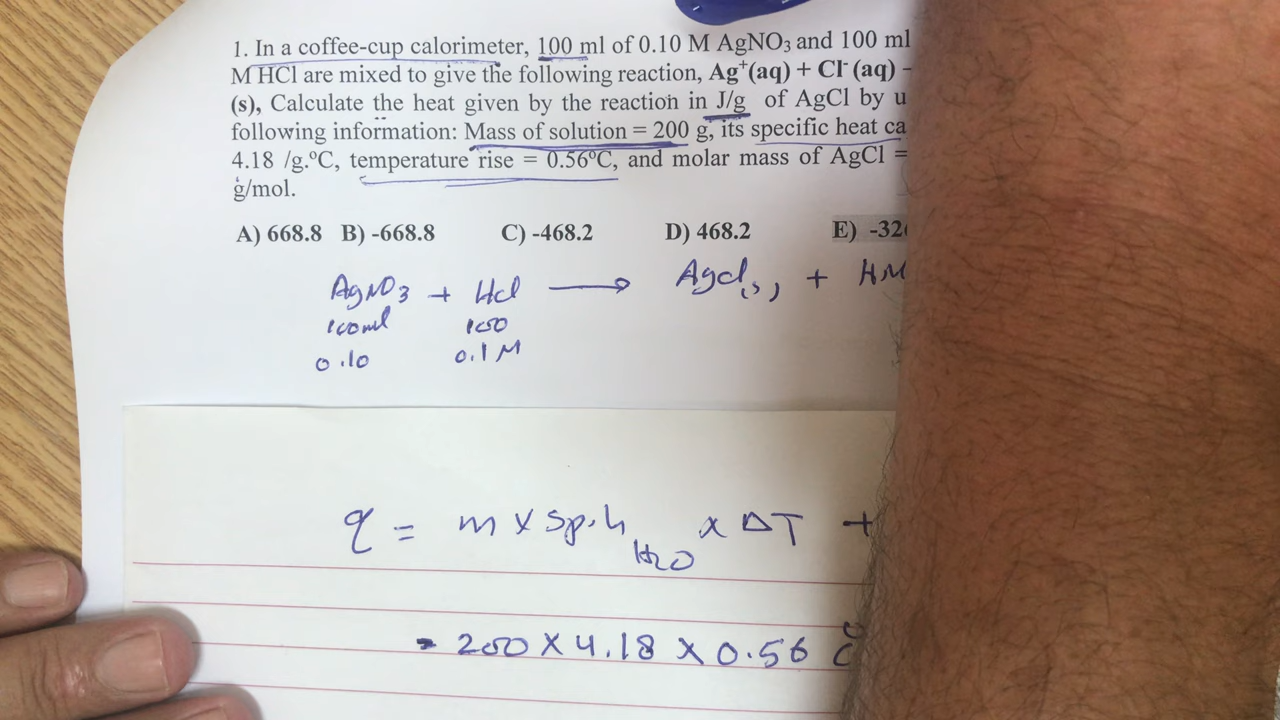 1. In a coffee-cup calorimeter, 100 ml of 0.10 M AgNO₃ and 100 ml
M HCl are mixed to give the following reaction, Ag⁺(aq) + Cl⁻ (aq) -
(s), Calculate the heat given by the reaction in J/g of AgCl by u
following information: Mass of solution = 200 g, its specific heat ca
4.18 /g.ºC, temperature rise = 0.56ºC, and molar mass of AgCl =
g/mol.
A) 668.8 B) -668.8 C) -468.2 D) 468.2 E) -32
AgNO3 + Hcl → Agcl(s) + HN
100ml 100
0.10 0.1M
q = m x sp.h H2O x ΔT +
= 200 x 4.18 x 0.56 °C